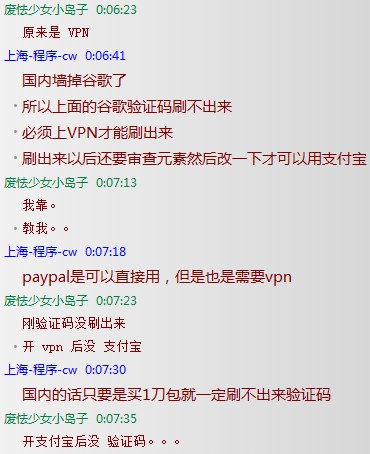 废怯少女小岛子 0:06:23
原来是 VPN
上海-程序-cw 0:06:41
国内墙掉谷歌了
所以上面的谷歌验证码刷不出来
必须上VPN才能刷出来
刷出来以后还要审查元素然后改一下才可以用支付宝
废怯少女小岛子 0:07:13
我靠。
教我。。
上海-程序-cw 0:07:18
paypal是可以直接用，但是也是需要vpn
废怯少女小岛子 0:07:23
刚验证码没刷出来
开 vpn 后没 支付宝
上海-程序-cw 0:07:30
国内的话只要是买1刀包就一定刷不出来验证码
废怯少女小岛子 0:07:35
开支付宝后没 验证码。。。